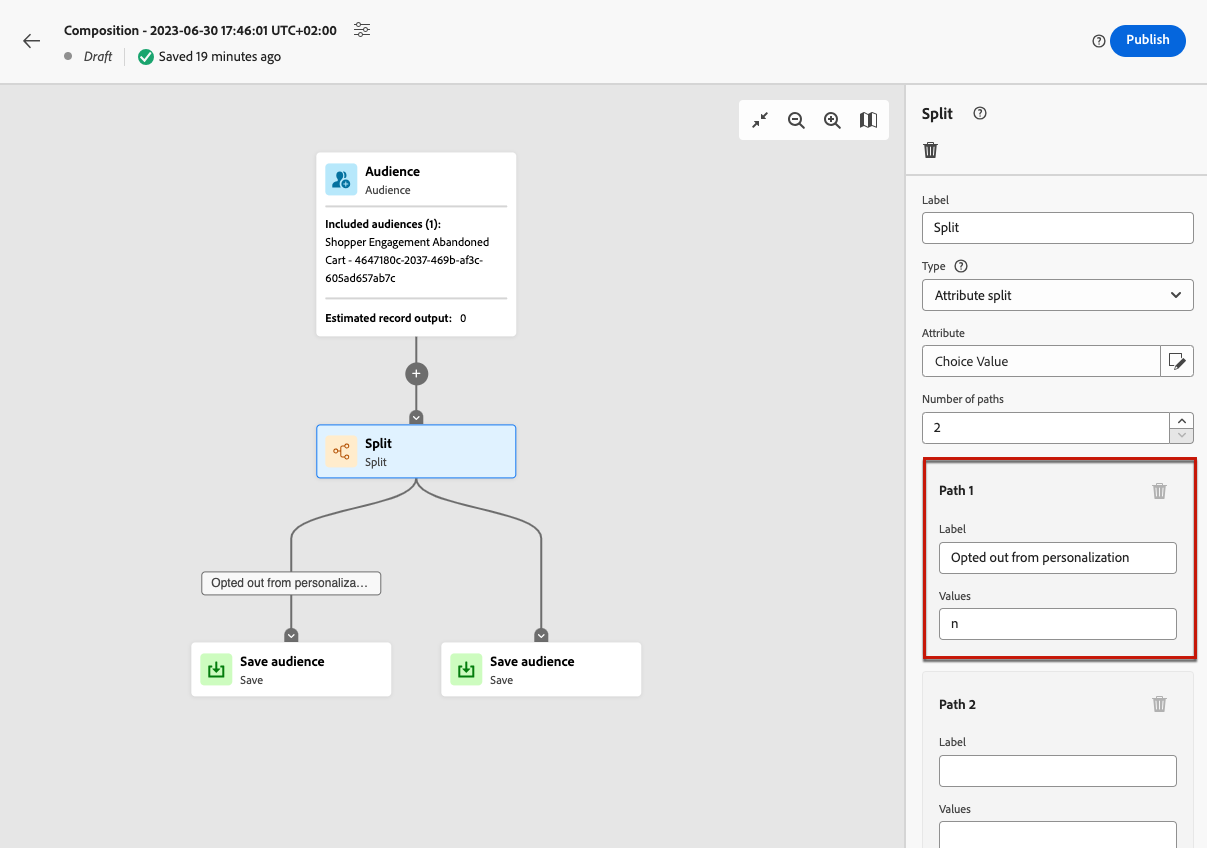 Composition - 2023-06-30 17:46:01 UTC+02:00
Draft
Saved 19 minutes ago
Publish
Audience
Audience
Included audiences (1):
Shopper Engagement Abandoned
Cart - 4647180c-2037-469b-af3c-
605ad657ab7c
Estimated record output: 0
Split
Split
Opted out from personaliza…
Save audience
Save
Save audience
Save
Split
Label
Split
Type
Attribute split
Attribute
Choice Value
Number of paths
2
Path 1
Label
Opted out from personalization
Values
n
Path 2
Label
Values